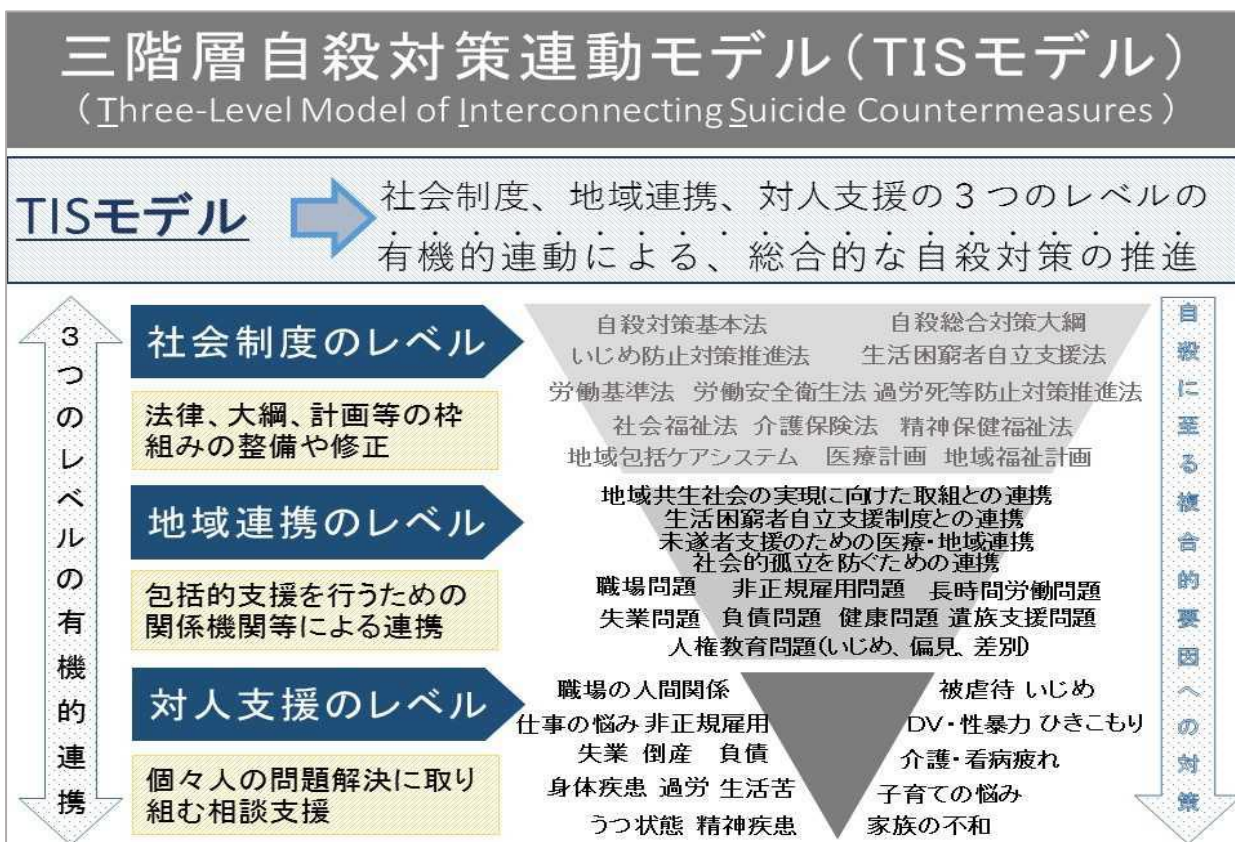 三階層自殺対策連動モデル（TISモデル）
（Three-Level Model of Interconnecting Suicide Countermeasures）
TISモデル
社会制度、地域連携、対人支援の３つのレベルの
有機的連動による、総合的な自殺対策の推進
３つのレベルの有機的連携
社会制度のレベル
法律、大綱、計画等の枠
組みの整備や修正
自殺対策基本法 自殺総合対策大綱
いじめ防止対策推進法 生活困窮者自立支援法
労働基準法 労働安全衛生法 過労死等防止対策推進法
社会福祉法 介護保険法 精神保健福祉法
地域包括ケアシステム 医療計画 地域福祉計画
地域連携のレベル
包括的支援を行うための
関係機関等による連携
地域共生社会の実現に向けた取組との連携
生活困窮者自立支援制度との連携
未遂者支援のための医療・地域連携
社会的孤立を防ぐための連携
職場問題 非正規雇用問題 長時間労働問題
失業問題 負債問題 健康問題 遺族支援問題
人権教育問題(いじめ、偏見、差別)
対人支援のレベル
個々人の問題解決に取り
組む相談支援
職場の人間関係 被虐待 いじめ
仕事の悩み 非正規雇用 DV・性暴力 ひきこもり
失業 倒産 負債 介護・看病疲れ
身体疾患 過労 生活苦 子育ての悩み
うつ状態 精神疾患 家族の不和
自殺に至る複合的要因への対策